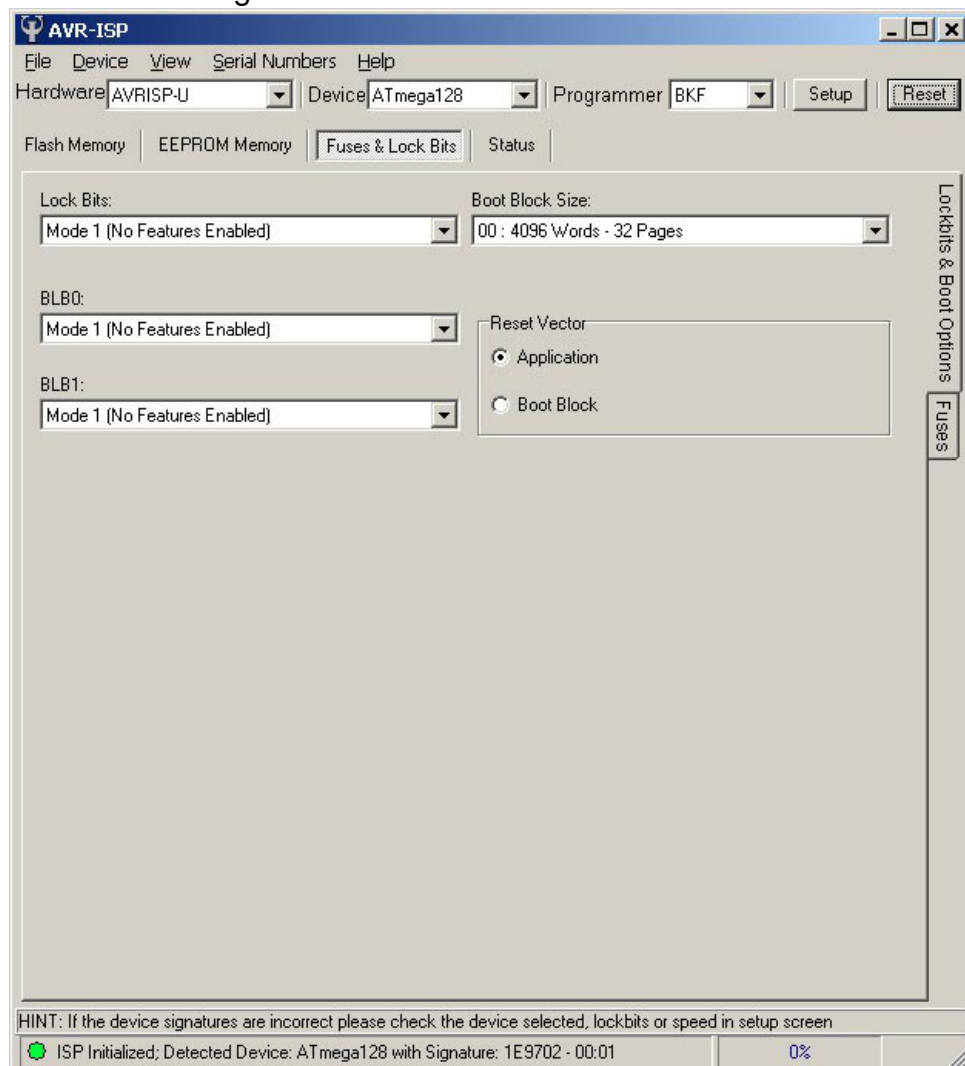 AVR-ISP
File Device View Serial Numbers Help
Hardware AVRISP-U Device ATmega128 Programmer BKF Setup Reset
Flash Memory EEPROM Memory Fuses & Lock Bits Status
Lock Bits: Boot Block Size:
Mode 1 (No Features Enabled) 00 : 4096 Words - 32 Pages
BLB0:
Mode 1 (No Features Enabled) Reset Vector
Application
BLB1:
Mode 1 (No Features Enabled) Boot Block
Lockbits & Boot Options
Fuses
HINT: If the device signatures are incorrect please check the device selected, lockbits or speed in setup screen
ISP Initialized; Detected Device: ATmega128 with Signature: 1E9702 - 00:01 0%